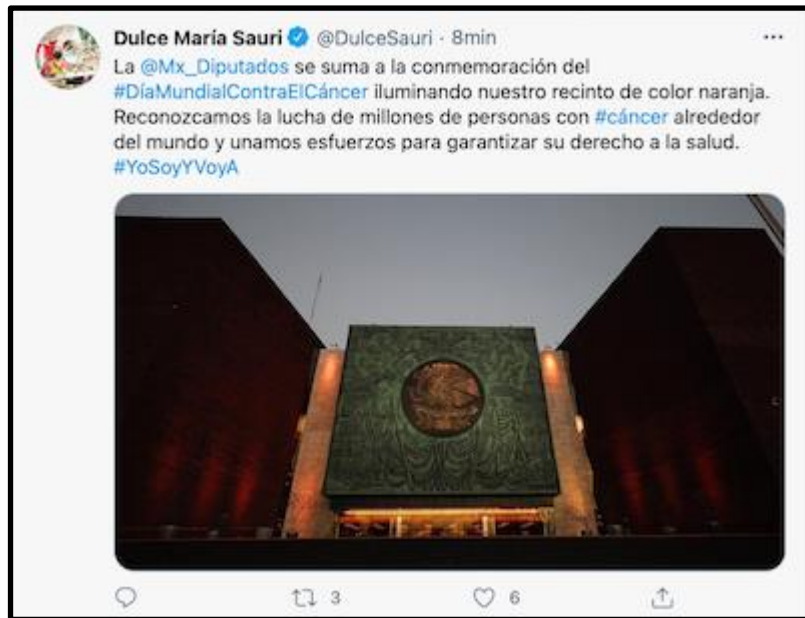 Dulce María Sauri @DulceSauri · 8min
La @Mx_Diputados se suma a la conmemoración del
#DíaMundialContraElCáncer iluminando nuestro recinto de color naranja.
Reconozcamos la lucha de millones de personas con #cáncer alrededor
del mundo y unamos esfuerzos para garantizar su derecho a la salud.
#YoSoyYVoyA
3 6